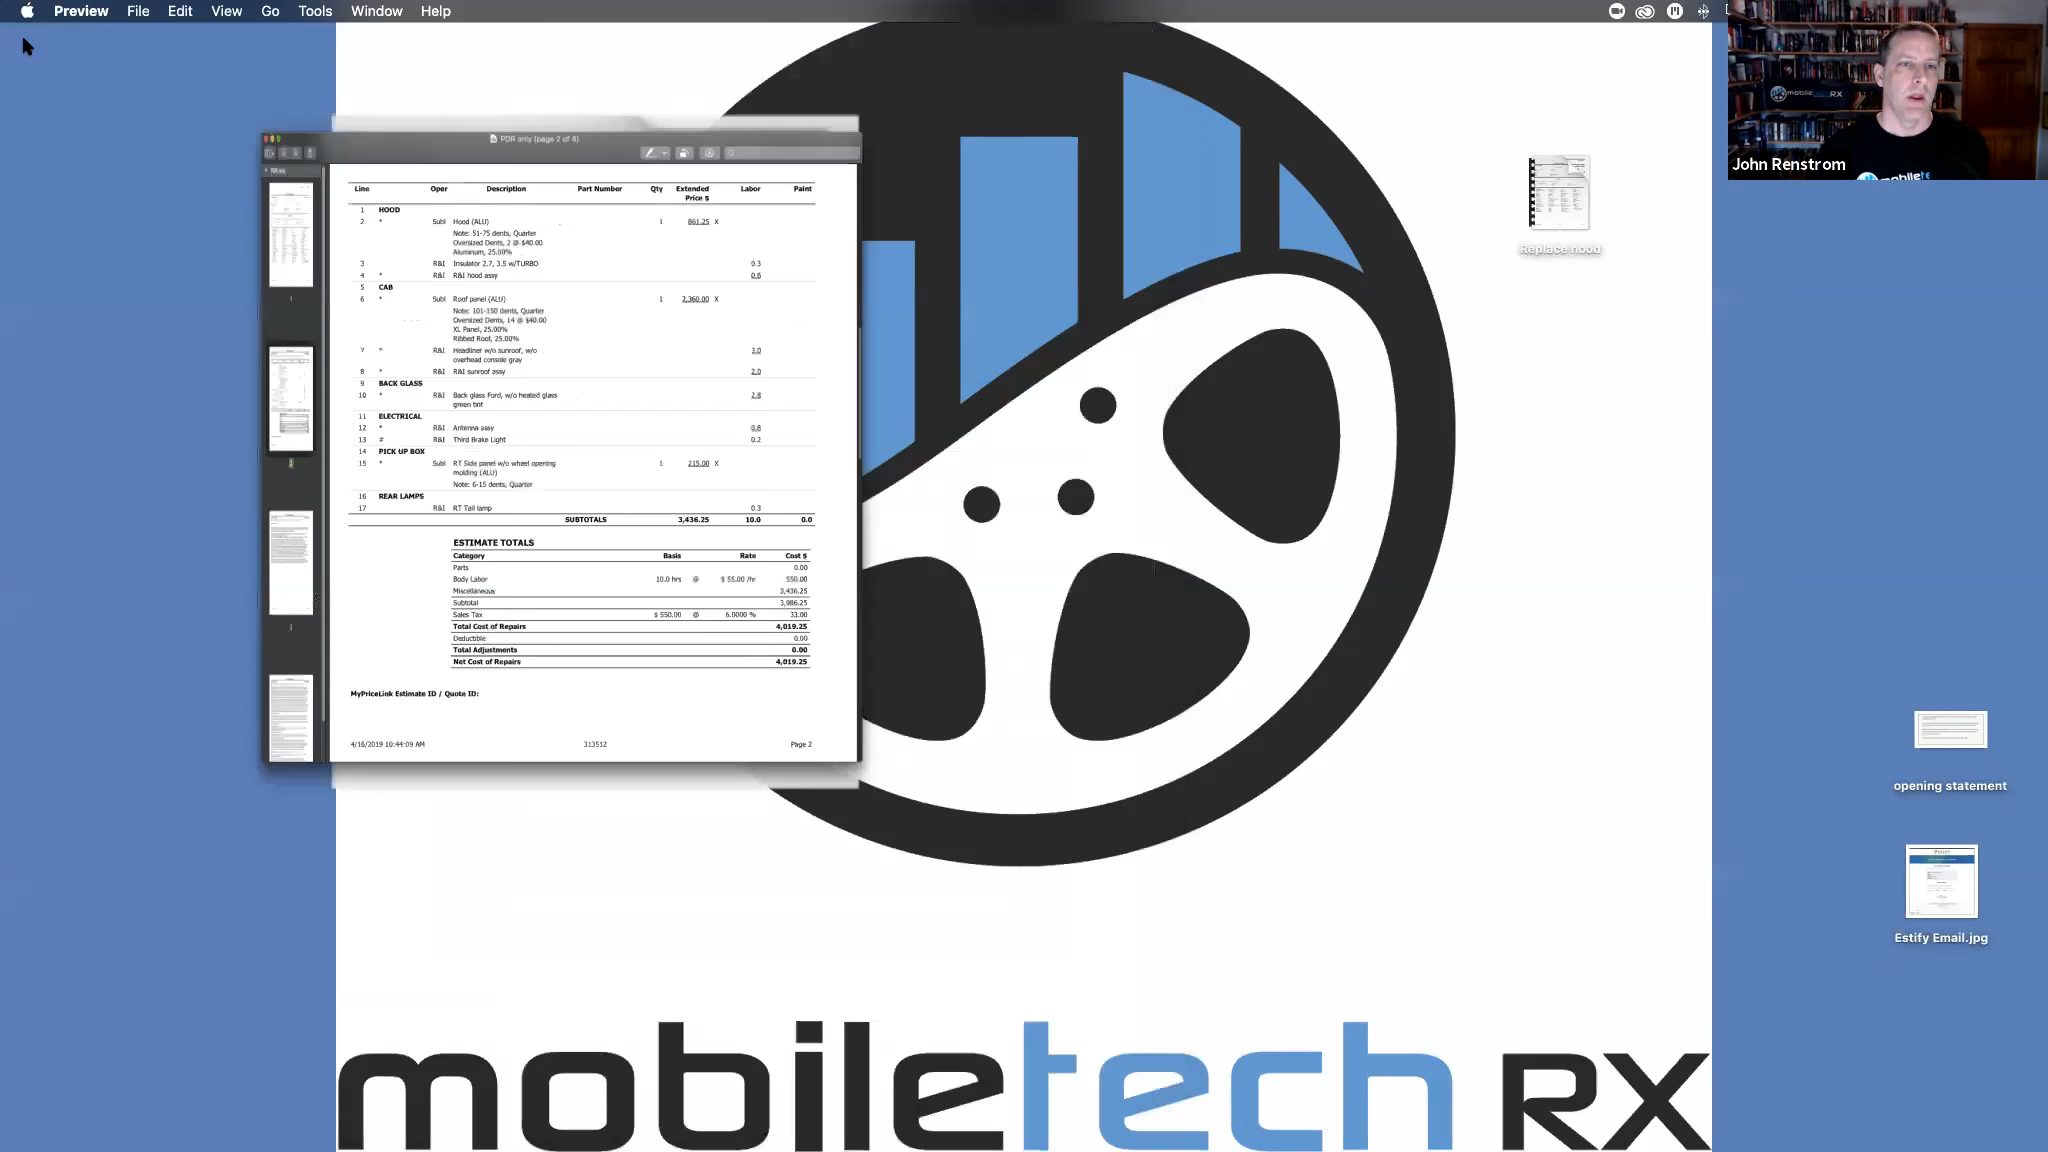 Preview File Edit View Go Tools Window Help
John Renstrom
PDR only (page 2 of 4)
Line Oper Description Part Number Qty Extended Price $ Labor Paint
1 HOOD
2 * Subl Hood (ALU) 1 861.25 X
Note: 51-75 dents, Quarter
Oversized Dents, 2 @ $40.00
Aluminum, 25.00%
3 R&I Insulator 2.7, 3.5 w/TURBO 0.3
4 * R&I R&I hood assy 0.6
5 CAB
6 * Subl Roof panel (ALU) 1 2,360.00 X
Note: 101-150 dents, Quarter
Oversized Dents, 14 @ $40.00
XL Panel, 25.00%
Ribbed Roof, 25.00%
7 * R&I Headliner w/o sunroof, w/o
overhead console gray 3.0
8 * R&I R&I sunroof assy 2.0
9 BACK GLASS
10 * R&I Back glass Ford, w/o heated glass
green tint 2.8
11 ELECTRICAL
12 * R&I Antenna assy 0.8
13 # R&I Third Brake Light 0.2
14 PICK UP BOX
15 * Subl RT Side panel w/o wheel opening
molding (ALU) 1 215.00 X
Note: 6-15 dents, Quarter
16 REAR LAMPS
17 R&I RT Tail lamp 0.3
SUBTOTALS 3,436.25 10.0 0.0
ESTIMATE TOTALS
Category Basis Rate Cost $
Parts 0.00
Body Labor 10.0 hrs @ $ 55.00 /hr 550.00
Miscellaneous 3,436.25
Subtotal 3,986.25
Sales Tax $ 550.00 @ 6.0000 % 33.00
Total Cost of Repairs 4,019.25
Deductible 0.00
Total Adjustments 0.00
Net Cost of Repairs 4,019.25
MyPriceLink Estimate ID / Quote ID:
4/16/2019 10:44:09 AM 313512 Page 2
Replace hood
opening statement
Estify Email.jpg
mobiletech RX